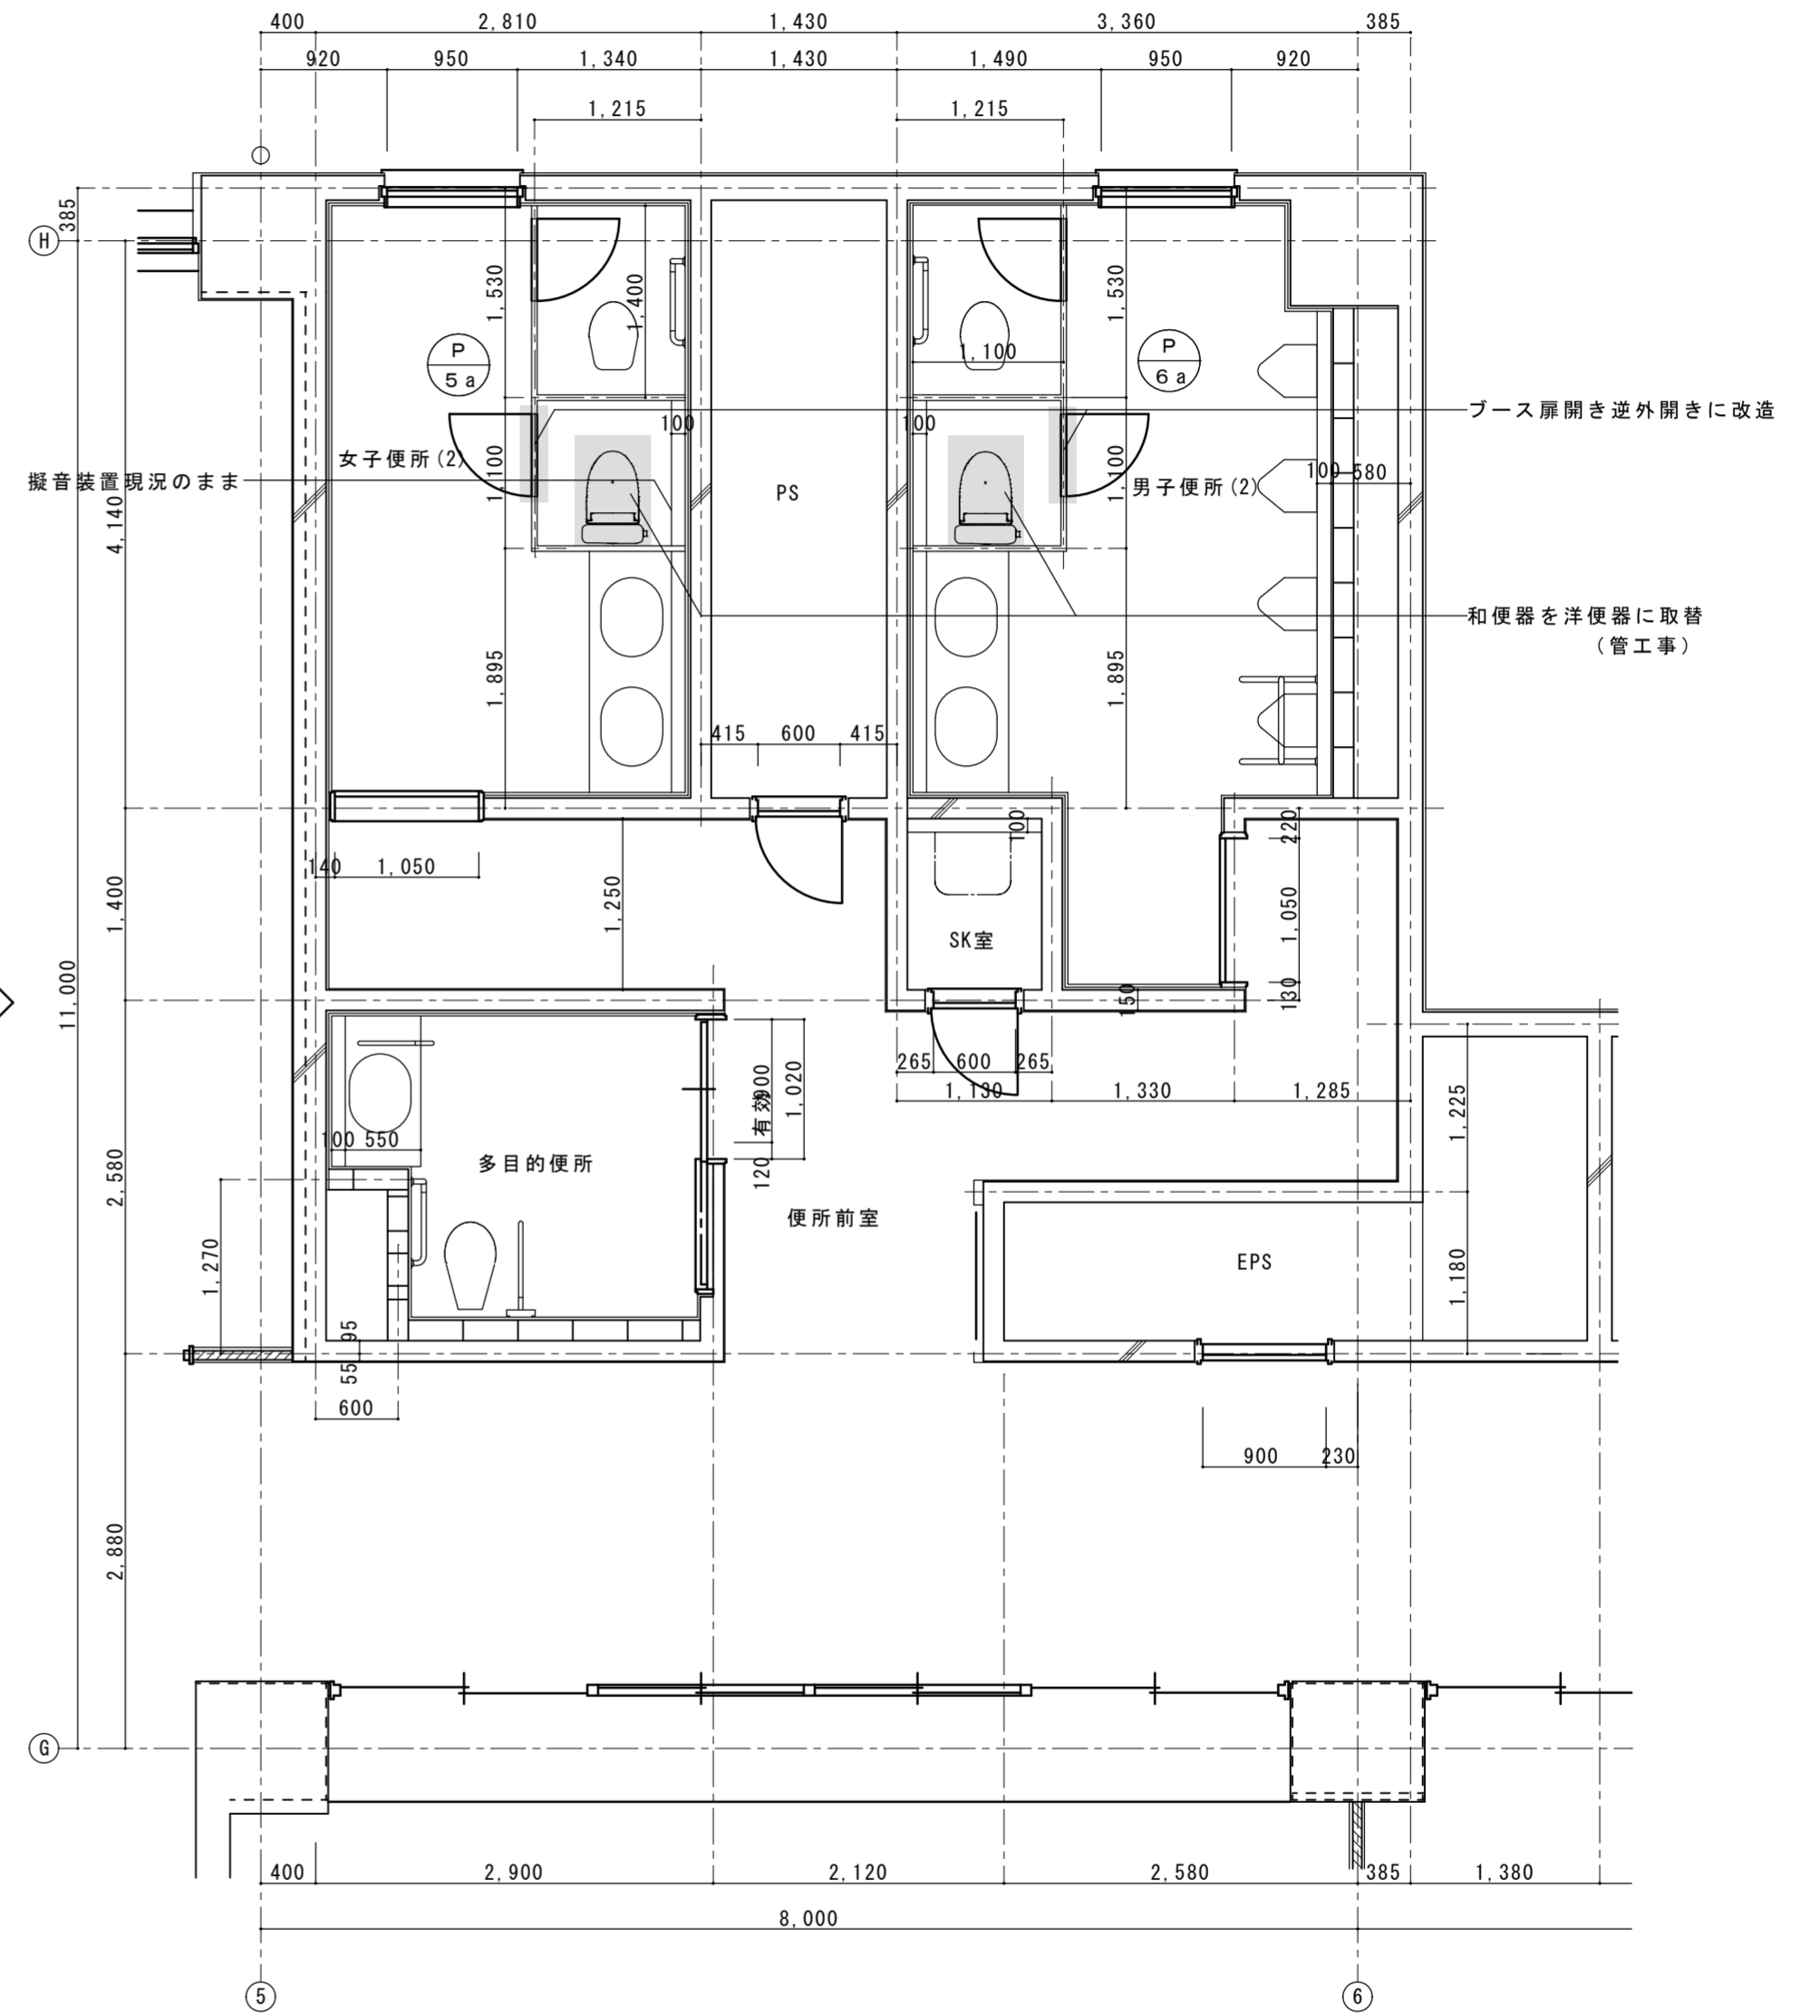 400 2,810 1,430 3,360 385
920 950 1,340 1,430 1,490 950 920
1,215 1,215
385
H
1,530 1,400 1,530
P
5a
P
6a
1,100
ブース扉開き逆外開きに改造
100 100
女子便所(2)
擬音装置現況のまま
1,100 1,100
PS
男子便所(2)
100 580
4,140
和便器を洋便器に取替
(管工事)
1,895 1,895
415 600 415
140 1,050
100
220
1,400
1,250
1,050
SK室
11,000
150
130
265 600 265
1,130 1,330 1,285
有効900
1,020
1,225
100 550
多目的便所
120
2,580
便所前室
1,270
EPS
1,180
95
55
600
900 230
2,880
G
400 2,900 2,120 2,580 385 1,380
8,000
5 6